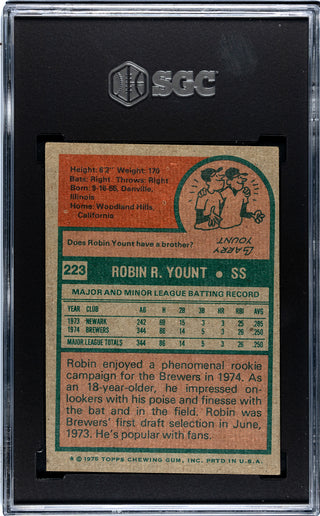 SGC
Height: 6'2" Weight: 170
Bats: Right Throws: Right
Born: 9-16-55, Danville,
Illinois
Home: Woodland Hills,
California
LARRY
YOUNT
Does Robin Yount have a brother?
223 ROBIN R. YOUNT • SS
MAJOR AND MINOR LEAGUE BATTING RECORD
YEAR CLUB AB H 2B 3B HR RBI AVG
1973 NEWARK 242 69 15 3 3 25 285
1974 BREWERS 344 86 14 5 3 26 250
MAJOR LEAGUE TOTALS 344 86 14 5 3 26 250
Robin enjoyed a phenomenal rookie
campaign for the Brewers in 1974. As
an 18-year-older, he impressed on-
lookers with his poise and finesse with
the bat and in the field. Robin was
Brewers' first draft selection in June,
1973. He's popular with fans.
© 1975 TOPPS CHEWING GUM, INC. PRTD IN U.S.A.